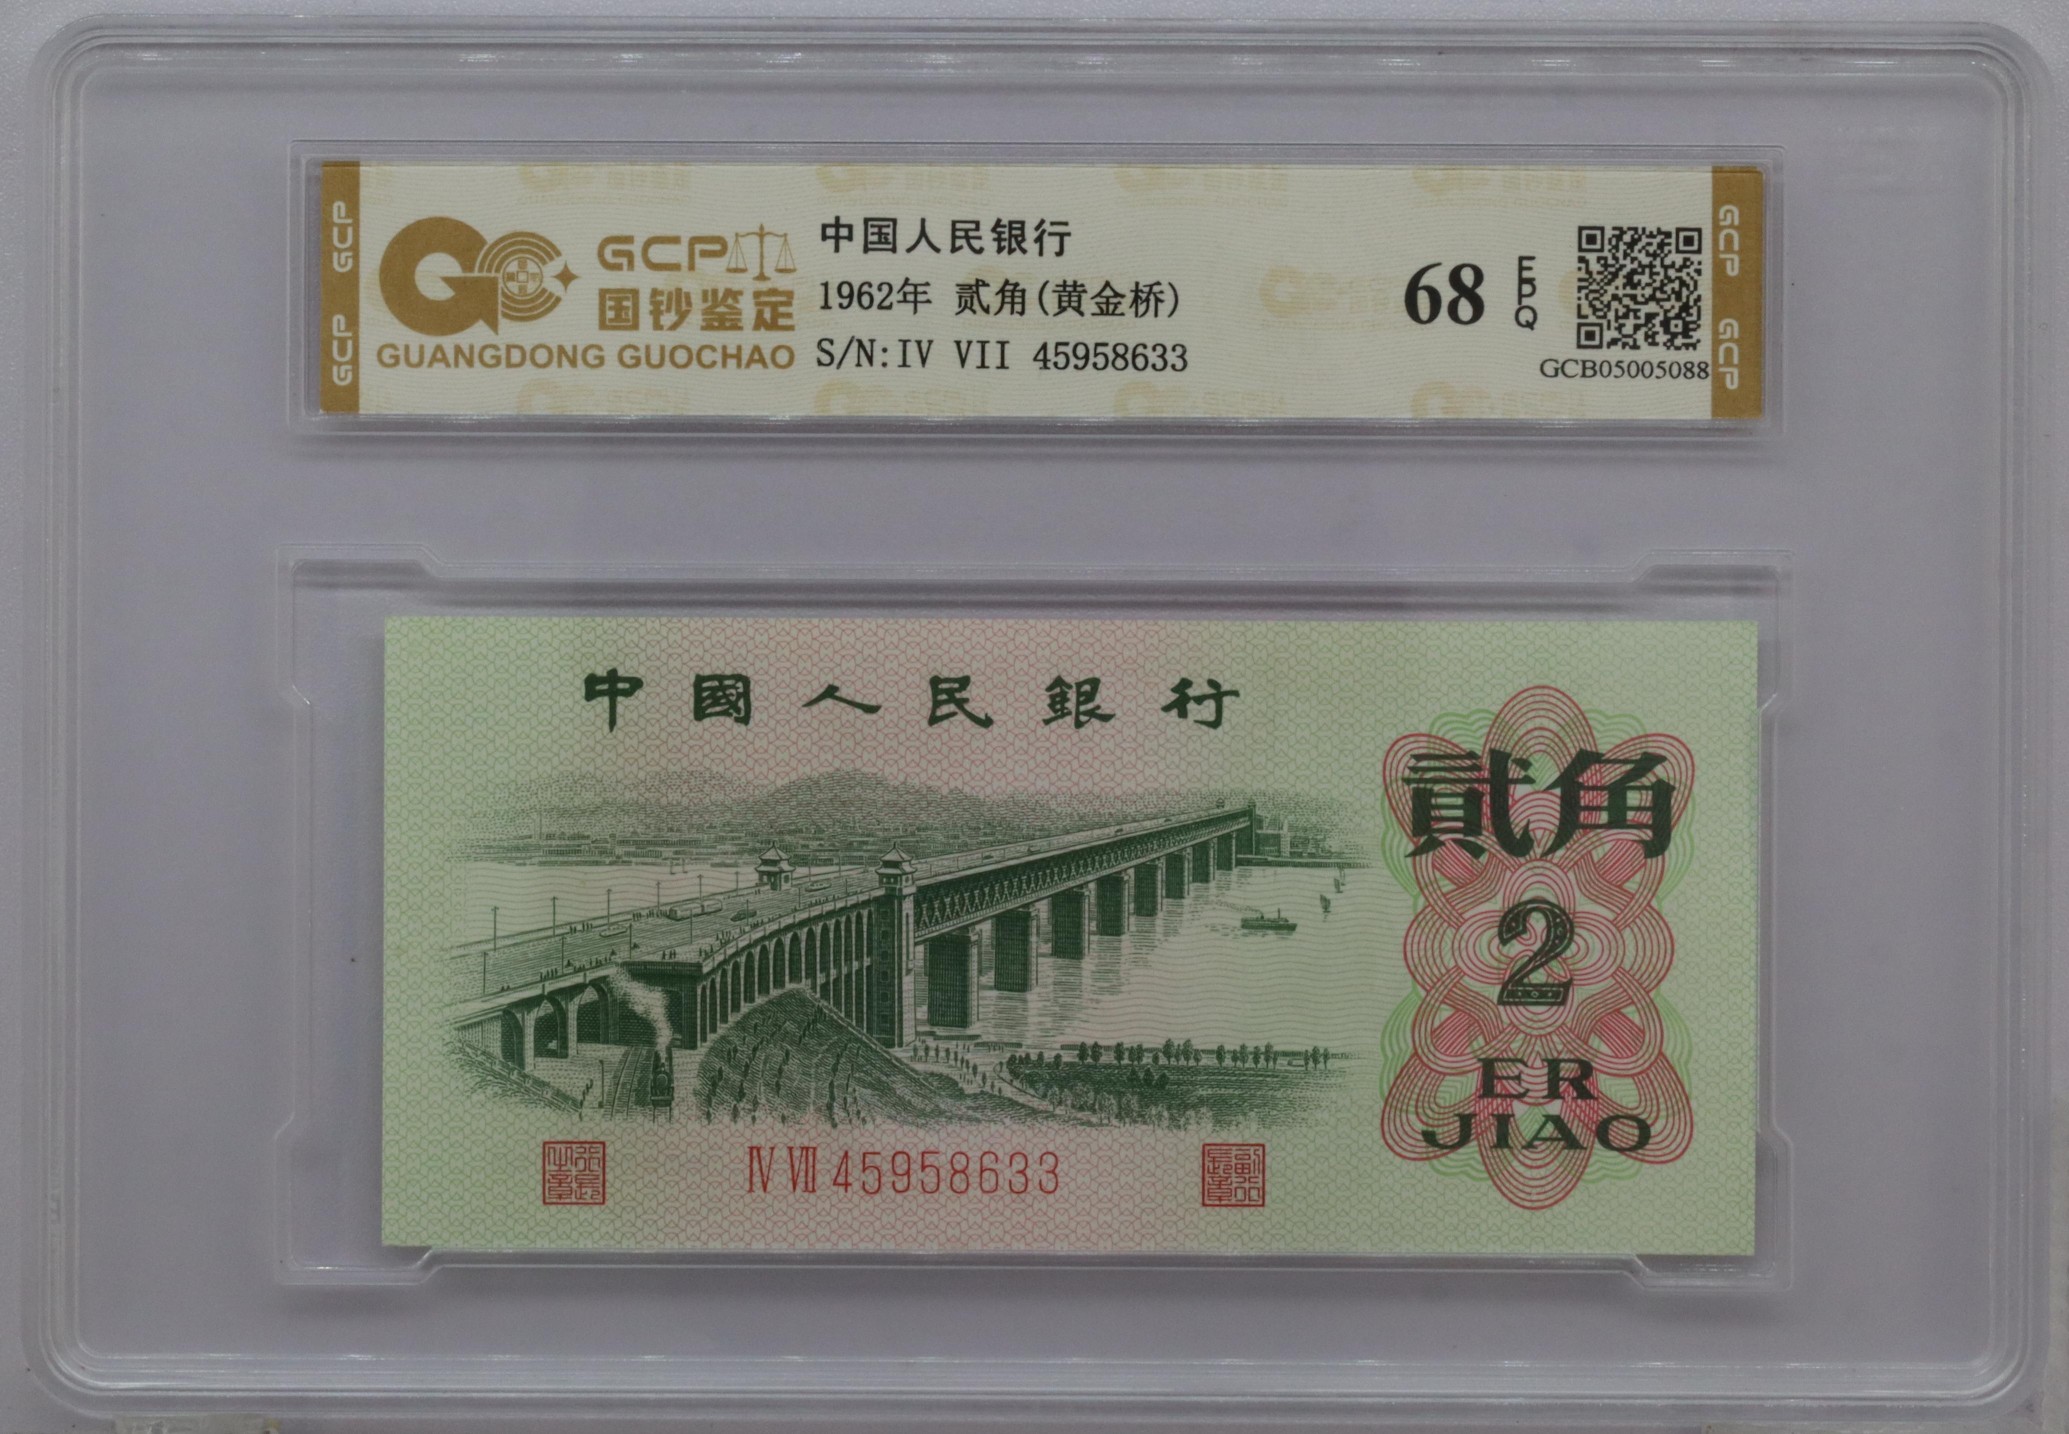 GCP GCP
GCP
国钞鉴定
GUANGDONG GUOCHAO
中国人民银行
1962年 贰角(黄金桥)
S/N:IV VII 45958633
68 EPQ
GCB05005088
GCP GCP
中國人民銀行
貳角
2
ER
JIAO
Ⅳ Ⅶ 45958633